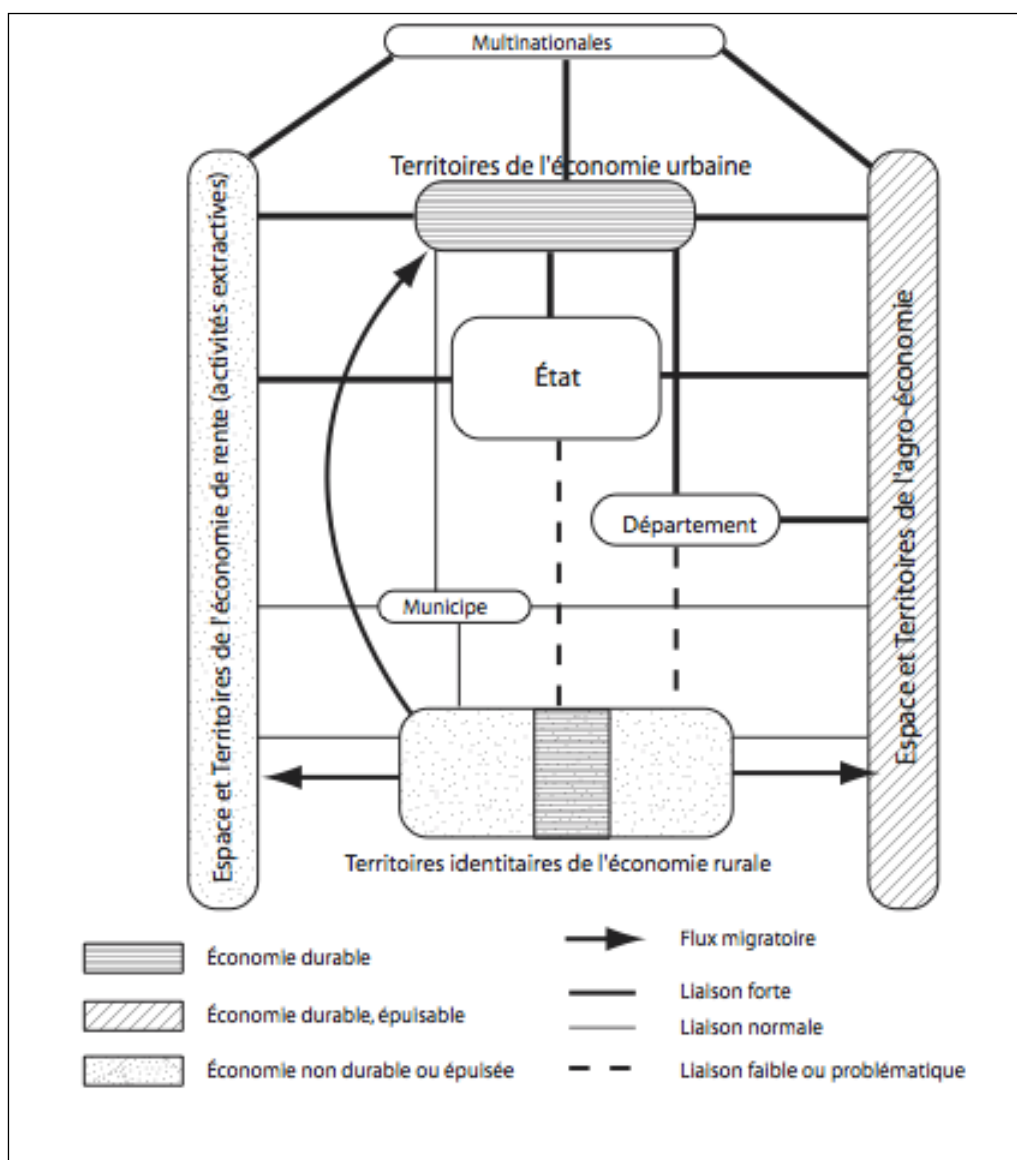 Multinationales
Territoires de l'économie urbaine
Espace et Territoires de l'économie de rente (activités extractives)
Espace et Territoires de l'agro-économie
État
Département
Municipe
Territoires identitaires de l'économie rurale
Économie durable
Économie durable, épuisable
Économie non durable ou épuisée
Flux migratoire
Liaison forte
Liaison normale
Liaison faible ou problématique